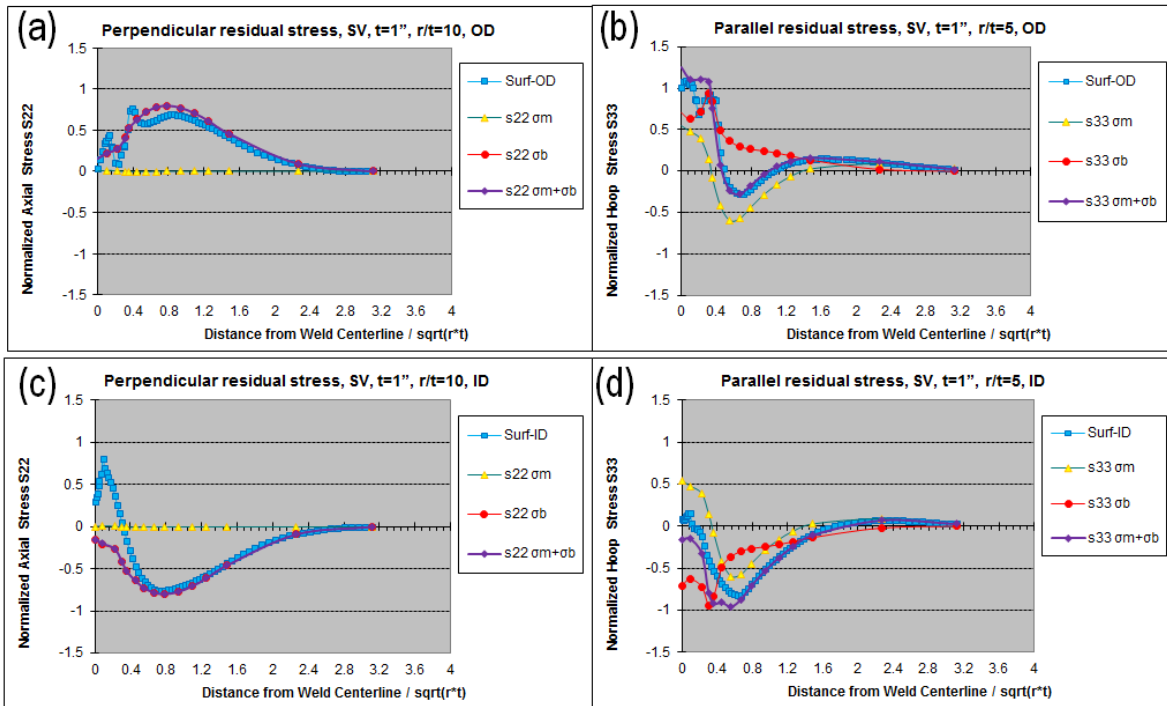 (a)
Perpendicular residual stress, SV, t=1”, r/t=10, OD
Normalized Axial Stress S22
1.5
1
0.5
0
-0.5
-1
-1.5
0 0.4 0.8 1.2 1.6 2 2.4 2.8 3.2 3.6 4
Distance from Weld Centerline / sqrt(r*t)
Surf-OD
s22 σm
s22 σb
s22 σm+σb
(b)
Parallel residual stress, SV, t=1”, r/t=5, OD
Normalized Hoop Stress S33
1.5
1
0.5
0
-0.5
-1
-1.5
0 0.4 0.8 1.2 1.6 2 2.4 2.8 3.2 3.6 4
Distance from Weld Centerline / sqrt(r*t)
Surf-OD
s33 σm
s33 σb
s33 σm+σb
(c)
Perpendicular residual stress, SV, t=1”, r/t=10, ID
Normalized Axial Stress S22
1.5
1
0.5
0
-0.5
-1
-1.5
0 0.4 0.8 1.2 1.6 2 2.4 2.8 3.2 3.6 4
Distance from Weld Centerline / sqrt(r*t)
Surf-ID
s22 σm
s22 σb
s22 σm+σb
(d)
Parallel residual stress, SV, t=1”, r/t=5, ID
Normalized Hoop Stress S33
1.5
1
0.5
0
-0.5
-1
-1.5
0 0.4 0.8 1.2 1.6 2 2.4 2.8 3.2 3.6 4
Distance from Weld Centerline / sqrt(r*t)
Surf-ID
s33 σm
s33 σb
s33 σm+σb